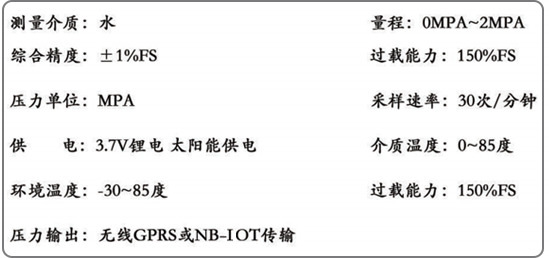 测量介质：水 量程：0MPA~2MPA
综合精度：±1%FS 过载能力：150%FS
压力单位：MPA 采样速率：30次/分钟
供 电：3.7V锂电 太阳能供电 介质温度：0~85度
环境温度：-30~85度 过载能力：150%FS
压力输出：无线GPRS或NB-IOT传输